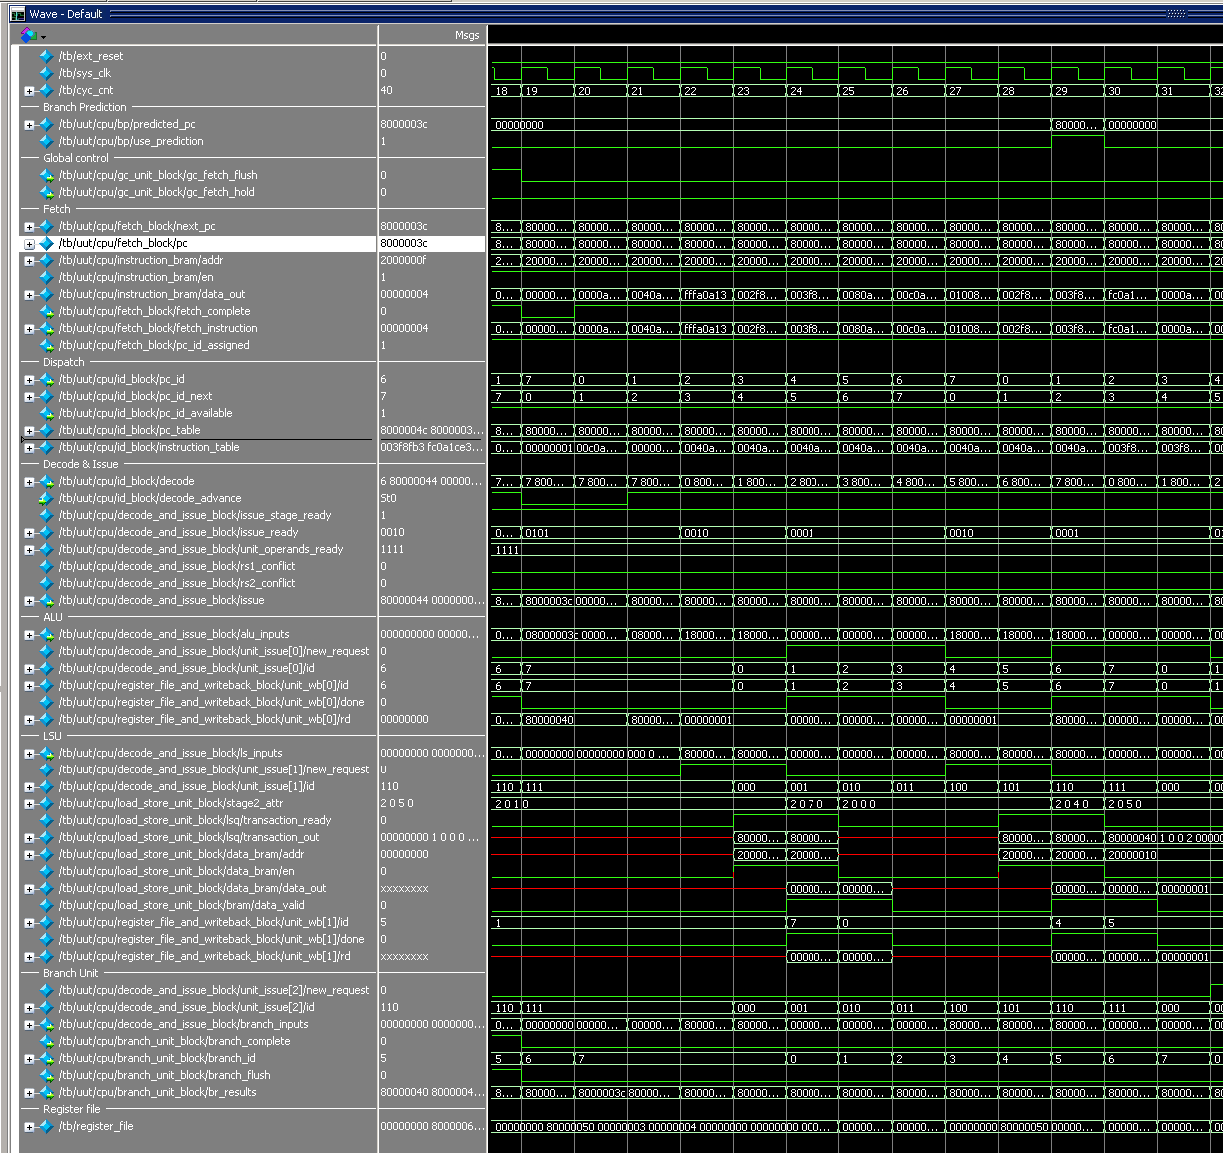 Wave - Default
Msgs
/tb/ext_reset 0
/tb/sys_clk 0
/tb/cyc_cnt 40 18 19 20 21 22 23 24 25 26 27 28 29 30 31 32
Branch Prediction
/tb/uut/cpu/bp/predicted_pc 8000003c 00000000 80000... 00000000
/tb/uut/cpu/bp/use_prediction 1
Global control
/tb/uut/cpu/gc_unit_block/gc_fetch_flush 0
/tb/uut/cpu/gc_unit_block/gc_fetch_hold 0
Fetch
/tb/uut/cpu/fetch_block/next_pc 8000003c 8... 80000... 80000... 80000... 80000... 80000... 80000... 80000... 80000... 80000... 80000... 80000... 80000... 80000... 80
/tb/uut/cpu/fetch_block/pc 8000003c 8... 80000... 80000... 80000... 80000... 80000... 80000... 80000... 80000... 80000... 80000... 80000... 80000... 80000... 80
/tb/uut/cpu/instruction_bram/addr 2000000f 2... 20000... 20000... 20000... 20000... 20000... 20000... 20000... 20000... 20000... 20000... 20000... 20000... 20000... 20
/tb/uut/cpu/instruction_bram/en 1
/tb/uut/cpu/instruction_bram/data_out 00000004 0... 00000... 0000a... 0040a... fffa0a13 002f8... 003f8... 0080a... 00c0a... 01008... 002f8... 003f8... fc0a1... 0000a... 00
/tb/uut/cpu/fetch_block/fetch_complete 0
/tb/uut/cpu/fetch_block/fetch_instruction 00000004 0... 00000... 0000a... 0040a... fffa0a13 002f8... 003f8... 0080a... 00c0a... 01008... 002f8... 003f8... fc0a1... 0000a... 00
/tb/uut/cpu/fetch_block/pc_id_assigned 1
Dispatch
/tb/uut/cpu/id_block/pc_id 6 1 7 0 1 2 3 4 5 6 7 0 1 2 3 4
/tb/uut/cpu/id_block/pc_id_next 7 7 0 1 2 3 4 5 6 7 0 1 2 3 4 5
/tb/uut/cpu/id_block/pc_id_available 1
/tb/uut/cpu/id_block/pc_table 8000004c 8000003... 8... 80000... 80000... 80000... 80000... 80000... 80000... 80000... 80000... 80000... 80000... 80000... 80000... 80000... 80
/tb/uut/cpu/id_block/instruction_table 003f8fb3 fc0a1ce3... 0... 00000001 00c0a... 00000... 0040a... 0040a... 0040a... 0040a... 0040a... 0040a... 0040a... 003f8... 003f8... 003f8... 00
Decode & Issue
/tb/uut/cpu/id_block/decode 6 80000044 00000... 7... 7 800... 7 800... 7 800... 0 800... 1 800... 2 803... 3 800... 4 800... 5 800... 6 800... 7 800... 0 800... 1 800... 2
/tb/uut/cpu/id_block/decode_advance St0
/tb/uut/cpu/decode_and_issue_block/issue_stage_ready 1
/tb/uut/cpu/decode_and_issue_block/issue_ready 0010 0... 0101 0010 0001 0010 0001 01
/tb/uut/cpu/decode_and_issue_block/unit_operands_ready 1111 1111
/tb/uut/cpu/decode_and_issue_block/rs1_conflict 0
/tb/uut/cpu/decode_and_issue_block/rs2_conflict 0
/tb/uut/cpu/decode_and_issue_block/issue 80000044 0000000... 8... 8000003c 00000... 80000... 80000... 80000... 80000... 80000... 80000... 80000... 80000... 80000... 80000... 80000... 80
ALU
/tb/uut/cpu/decode_and_issue_block/alu_inputs 000000000 00000... 0... 08000003c 0000... 08000... 18000... 18000... 00000... 00000... 00000... 18000... 18000... 18000... 00000... 00000... 00
/tb/uut/cpu/decode_and_issue_block/unit_issue[0]/new_request 0
/tb/uut/cpu/decode_and_issue_block/unit_issue[0]/id 6 6 7 0 1 2 3 4 5 6 7 0 1
/tb/uut/cpu/register_file_and_writeback_block/unit_wb[0]/id 6 6 7 0 1 2 3 4 5 6 7 0 1
/tb/uut/cpu/register_file_and_writeback_block/unit_wb[0]/done 0
/tb/uut/cpu/register_file_and_writeback_block/unit_wb[0]/rd 00000000 0... 80000040 80000... 00000001 00000... 00000... 00000... 00000001 80000... 00000... 00000... 00
LSU
/tb/uut/cpu/decode_and_issue_block/ls_inputs 00000000 0000000... 0... 00000000 00000000 000 0 ... 80000... 80000... 00000... 00000... 00000... 80000... 80000... 80000... 00000... 00000... 00
/tb/uut/cpu/decode_and_issue_block/unit_issue[1]/new_request 0
/tb/uut/cpu/decode_and_issue_block/unit_issue[1]/id 110 110 111 000 001 010 011 100 101 110 111 000 00
/tb/uut/cpu/load_store_unit_block/stage2_attr 2 0 5 0 2 0 1 0 2 0 7 0 2 0 0 0 2 0 4 0 2 0 5 0
/tb/uut/cpu/load_store_unit_block/lsq/transaction_ready 0
/tb/uut/cpu/load_store_unit_block/lsq/transaction_out 00000000 1 0 0 0 ... 80000... 80000... 80000... 80000... 80000040 1 0 0 2 00000
/tb/uut/cpu/load_store_unit_block/data_bram/addr 00000000 20000... 20000... 20000... 20000... 20000010
/tb/uut/cpu/load_store_unit_block/data_bram/en 0
/tb/uut/cpu/load_store_unit_block/data_bram/data_out xxxxxxxx 00000... 00000... 00000... 00000... 00000001
/tb/uut/cpu/load_store_unit_block/bram/data_valid 0
/tb/uut/cpu/register_file_and_writeback_block/unit_wb[1]/id 5 1 7 0 4 5
/tb/uut/cpu/register_file_and_writeback_block/unit_wb[1]/done 0
/tb/uut/cpu/register_file_and_writeback_block/unit_wb[1]/rd xxxxxxxx 00000... 00000... 00000... 00000... 00000001
Branch Unit
/tb/uut/cpu/decode_and_issue_block/unit_issue[2]/new_request 0
/tb/uut/cpu/decode_and_issue_block/unit_issue[2]/id 110 110 111 000 001 010 011 100 101 110 111 000 00
/tb/uut/cpu/decode_and_issue_block/branch_inputs 00000000 0000000... 0... 00000000 00000... 00000... 80000... 80000... 00000... 00000... 00000... 80000... 80000... 80000... 00000... 00000... 00
/tb/uut/cpu/branch_unit_block/branch_complete 0
/tb/uut/cpu/branch_unit_block/branch_id 5 5 6 7 0 1 2 3 4 5 6 7 0
/tb/uut/cpu/branch_unit_block/branch_flush 0
/tb/uut/cpu/branch_unit_block/br_results 80000040 8000004... 8... 80000... 8000003c 80000... 80000... 80000... 80000... 80000... 80000... 80000... 80000... 80000... 80000... 80000... 80
Register file
/tb/register_file 00000000 8000006... 00000000 80000050 00000003 00000004 00000000 00000000 000... 00000... 00000... 00000... 00000000 80000050 00000... 00000... 00000... 00